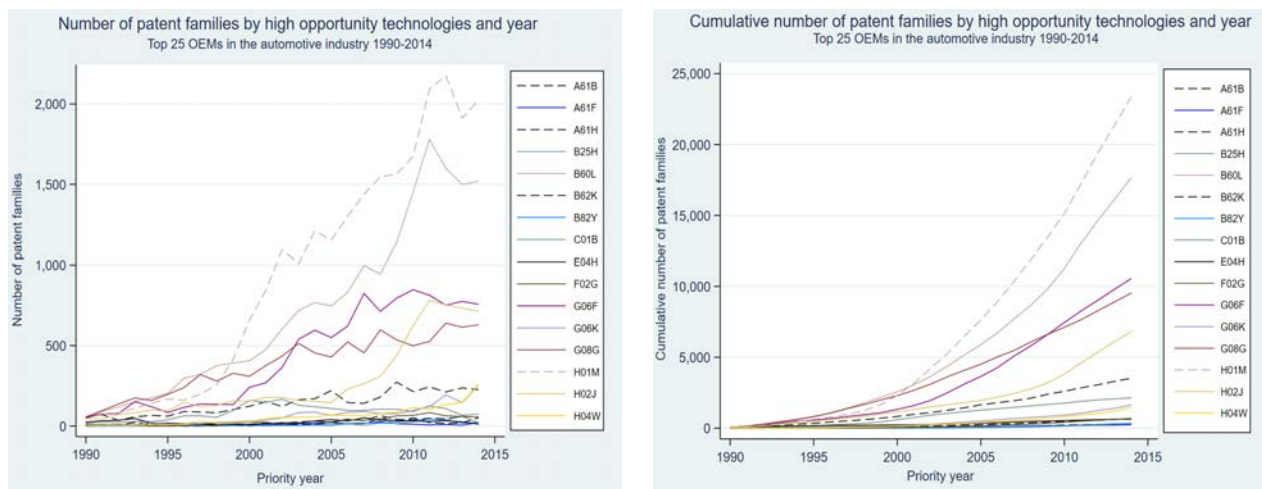 Number of patent families by high opportunity technologies and year
Top 25 OEMs in the automotive industry 1990-2014
Number of patent families
2,000
1,500
1,000
500
0
1990
1995
2000
2005
2010
2015
Priority year
A61B
A61F
A61H
B25H
B60L
B62K
B82Y
C01B
E04H
F02G
G06F
G06K
G08G
H01M
H02J
H04W
Cumulative number of patent families by high opportunity technologies and year
Top 25 OEMs in the automotive industry 1990-2014
Cumulative number of patent families
25,000
20,000
15,000
10,000
5,000
0
1990
1995
2000
2005
2010
2015
Priority year
A61B
A61F
A61H
B25H
B60L
B62K
B82Y
C01B
E04H
F02G
G06F
G06K
G08G
H01M
H02J
H04W